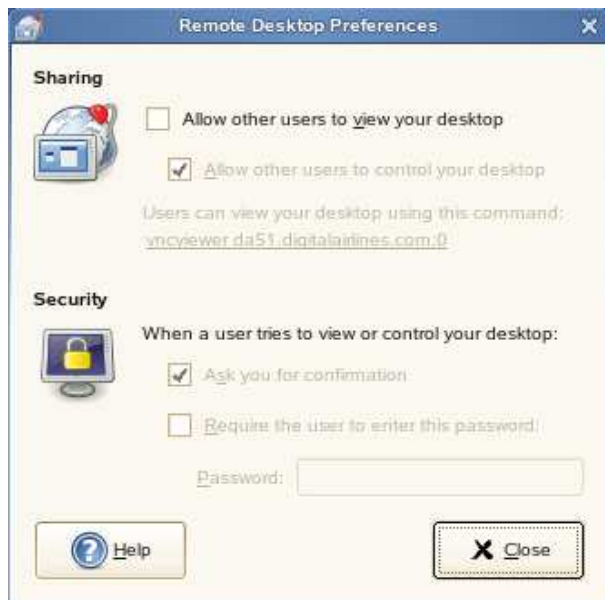 Remote Desktop Preferences
Sharing
Allow other users to view your desktop
Allow other users to control your desktop
Users can view your desktop using this command:
vncviewer da51.digitalairlines.com:0
Security
When a user tries to view or control your desktop:
Ask you for confirmation
Require the user to enter this password:
Password:
Help
Close